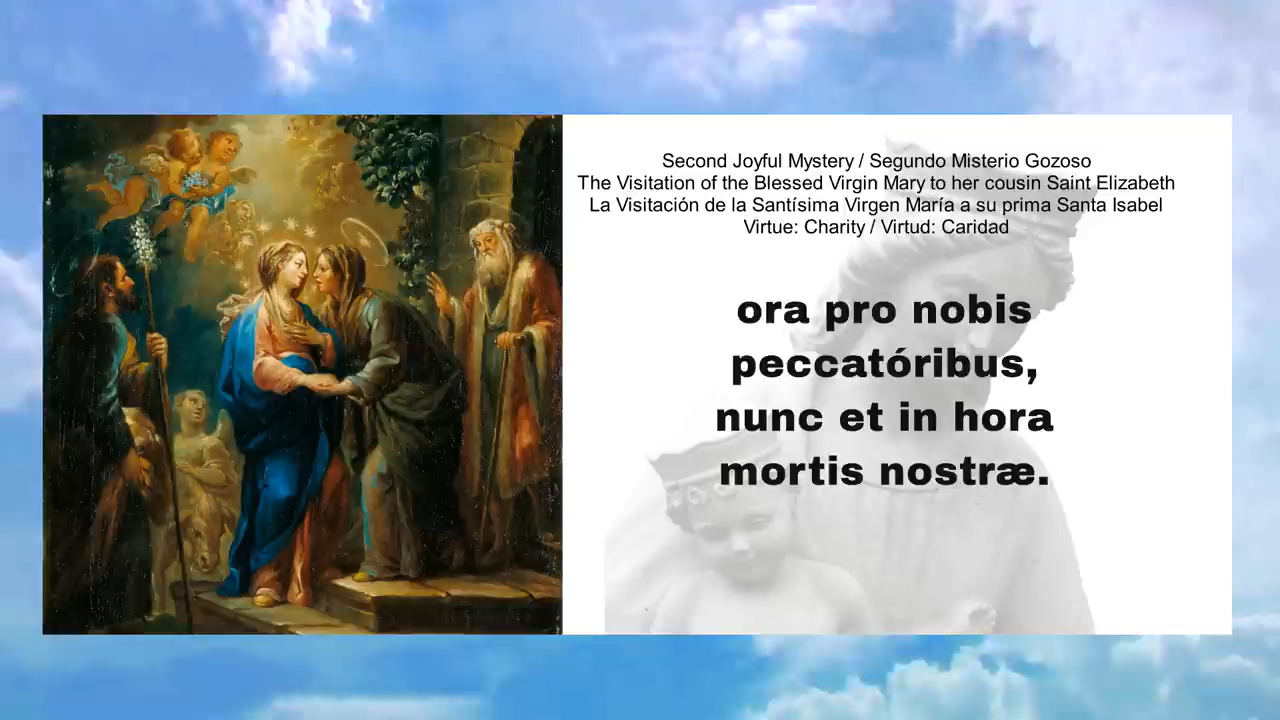 Second Joyful Mystery / Segundo Misterio Gozoso
The Visitation of the Blessed Virgin Mary to her cousin Saint Elizabeth
La Visitación de la Santísima Virgen María a su prima Santa Isabel
Virtue: Charity / Virtud: Caridad
ora pro nobis
peccatóribus,
nunc et in hora
mortis nostræ.